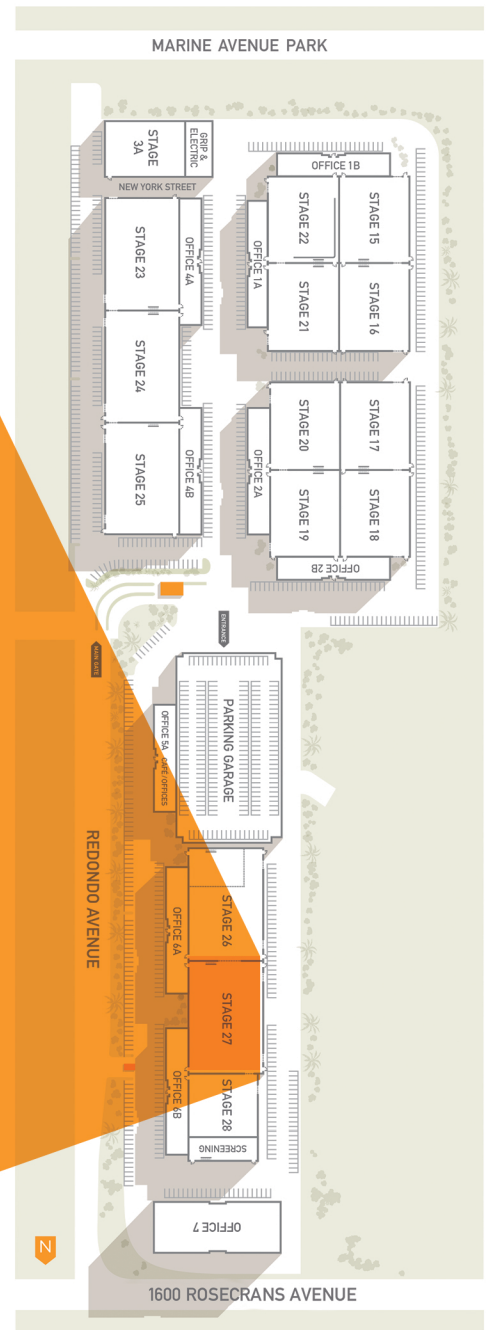 MARINE AVENUE PARK
STAGE
3A
GRIP &
ELECTRIC
NEW YORK STREET
OFFICE 1B
STAGE 22
STAGE 15
STAGE 23
OFFICE 4A
OFFICE 1A
STAGE 21
STAGE 16
STAGE 24
STAGE 25
OFFICE 4B
OFFICE 2A
STAGE 20
STAGE 17
STAGE 19
STAGE 18
OFFICE 2B
ENTRANCE
MAIN GATE
OFFICE 5A CAFÉ/OFFICES
PARKING GARAGE
REDONDO AVENUE
OFFICE 6A
STAGE 26
STAGE 27
OFFICE 6B
STAGE 28
SCREENING
OFFICE 7
N
1600 ROSECRANS AVENUE